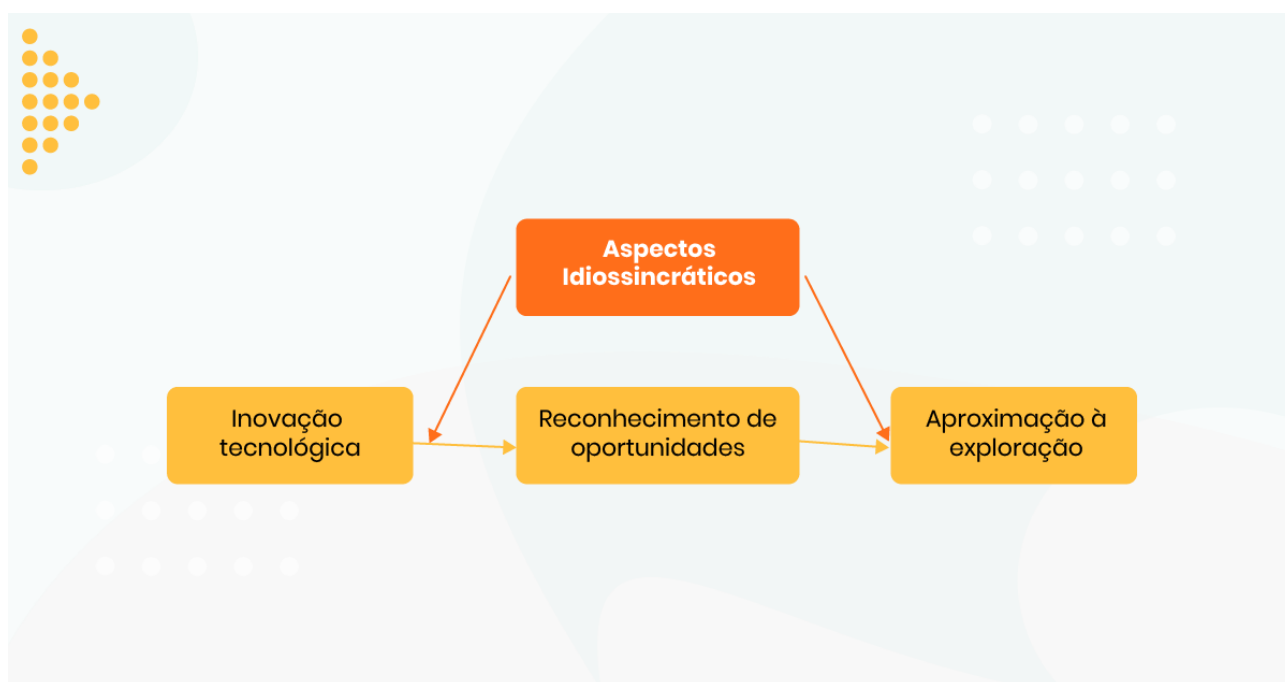 Aspectos
Idiossincráticos
Inovação
tecnológica
Reconhecimento de
oportunidades
Aproximação à
exploração